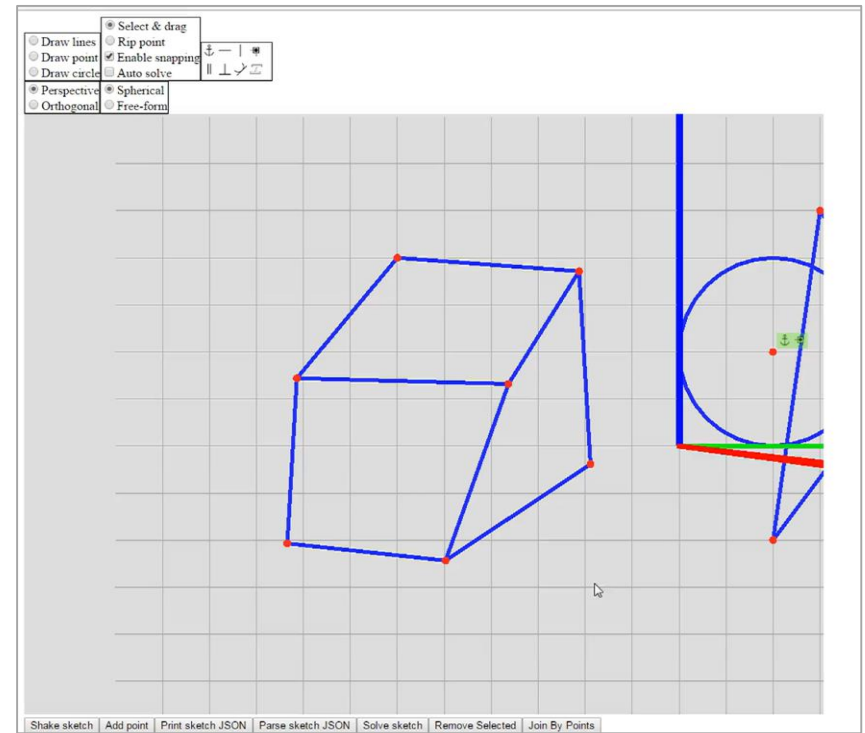 Select & drag
Draw lines Rip point
Draw point Enable snapping
Draw circle Auto solve
Perspective Spherical
Orthogonal Free-form
Shake sketch Add point Print sketch JSON Parse sketch JSON Solve sketch Remove Selected Join By Points